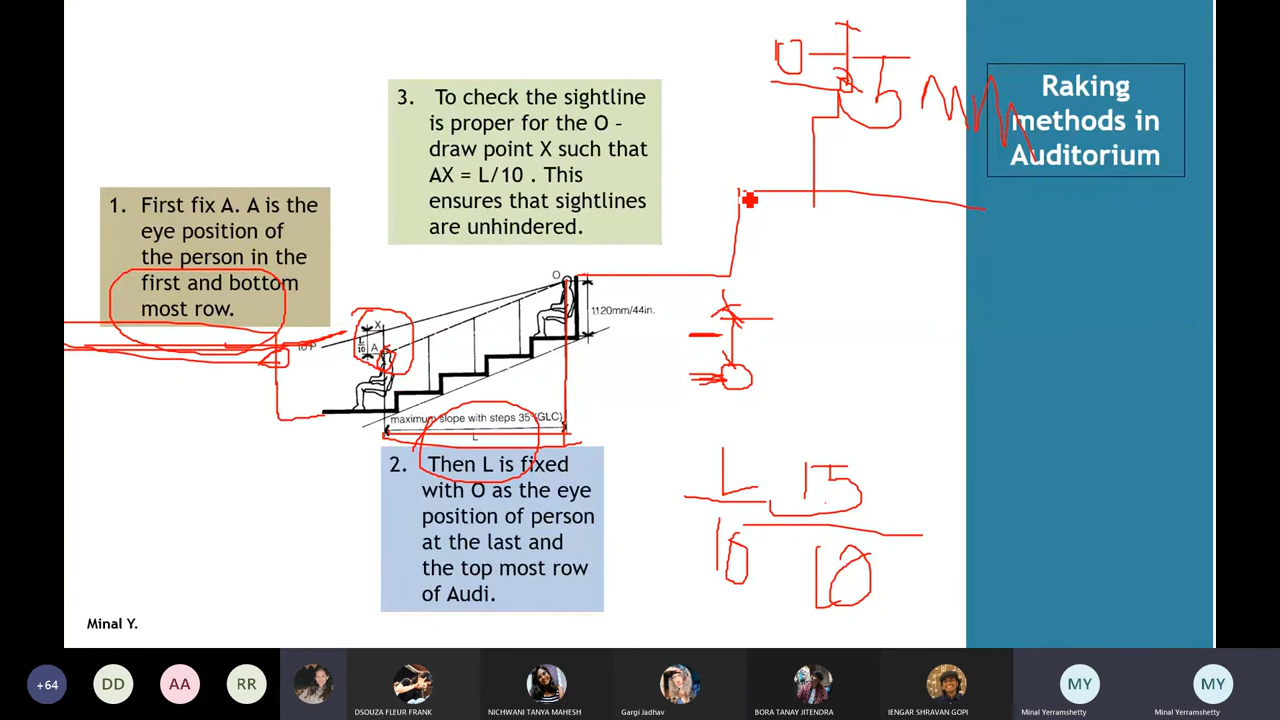 Raking
methods in
Auditorium
3. To check the sightline
is proper for the O –
draw point X such that
AX = L/10 . This
ensures that sightlines
are unhindered.
1. First fix A. A is the
eye position of
the person in the
first and bottom
most row.
O
1120mm/44in.
X
A
to P
maximum slope with steps 35°(GLC)
L
2. Then L is fixed
with O as the eye
position of person
at the last and
the top most row
of Audi.
L 15
10 10
Minal Y.
+64
DD
AA
RR
MY
MY
DSOUZA FLEUR FRANK
NICHWANI TANYA MAHESH
Gargi Jadhav
BORA TANAY JITENDRA
IENGAR SHRAVAN GOPI
Minal Yerramshetty
Minal Yerramshetty